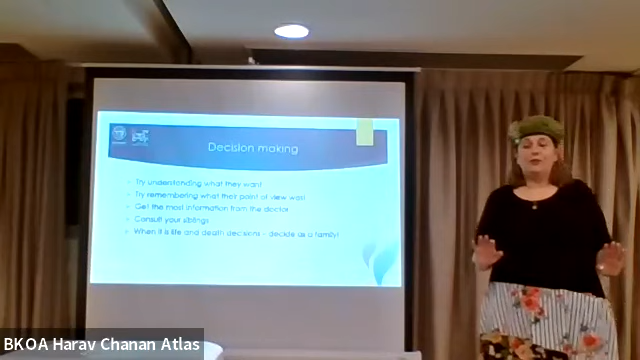 Decision making
Try understanding what they want
Try remembering what their point of view was!
Get the most information from the doctor
Consult your siblings
When it is life and death decisions - decide as a family!
BKOA Harav Chanan Atlas